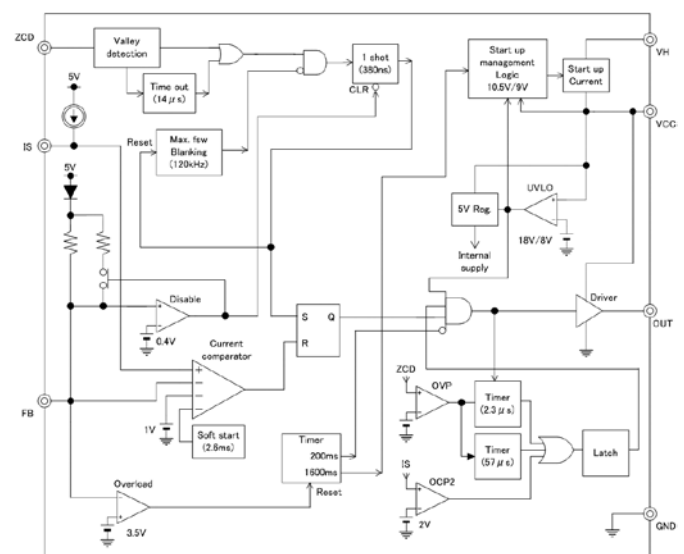 ZCD
Valley
detection
Time out
(14μs)
1 shot
(380ns)
CLR
Start up
management
Logic
10.5V/9V
Start up
Current
VH
5V
IS
Reset
Max. fsw
Blanking
(120kHz)
VCC
5V
UVLO
5V Reg.
18V/8V
Internal
supply
Disable
0.4V
S
Q
R
Driver
OUT
Current
comparator
FB
1V
Soft start
(2.6ms)
ZCD
OVP
Timer
(2.3μs)
Timer
(57μs)
Latch
Timer
200ms
1600ms
Reset
Overload
3.5V
IS
OCP2
2V
GND